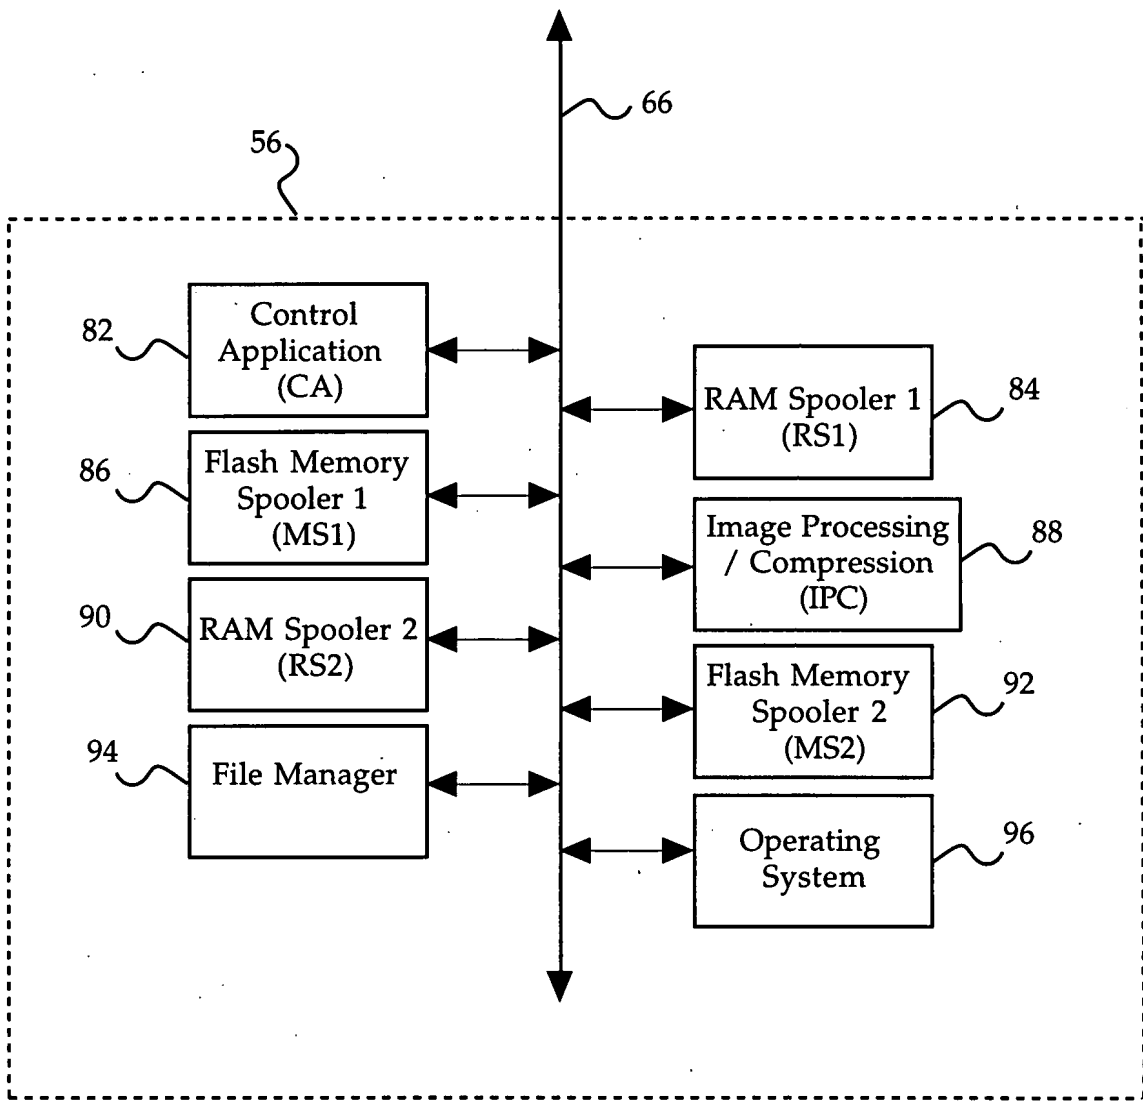 66
56
82
Control
Application
(CA)
RAM Spooler 1
(RS1)
84
86
Flash Memory
Spooler 1
(MS1)
Image Processing
/ Compression
(IPC)
88
90
RAM Spooler 2
(RS2)
Flash Memory
Spooler 2
(MS2)
92
94
File Manager
Operating
System
96